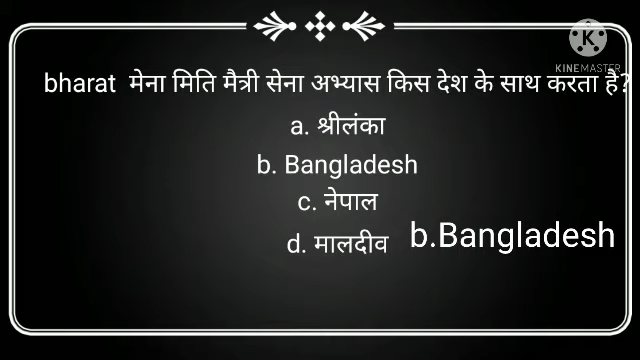 KINEMASTER
bharat मेना मिति मैत्री सेना अभ्यास किस देश के साथ करता है?
a. श्रीलंका
b. Bangladesh
c. नेपाल
d. मालदीव
b.Bangladesh